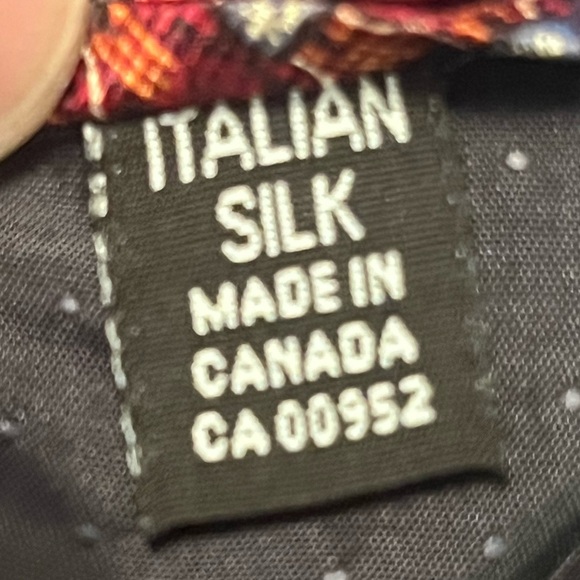 ITALIAN
SILK
MADE IN
CANADA
CA 00952